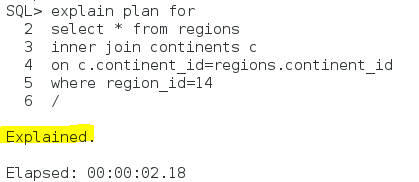 SQL> explain plan for
2 select * from regions
3 inner join continents c
4 on c.continent_id=regions.continent_id
5 where region_id=14
6 /
Explained.
Elapsed: 00:00:02.18